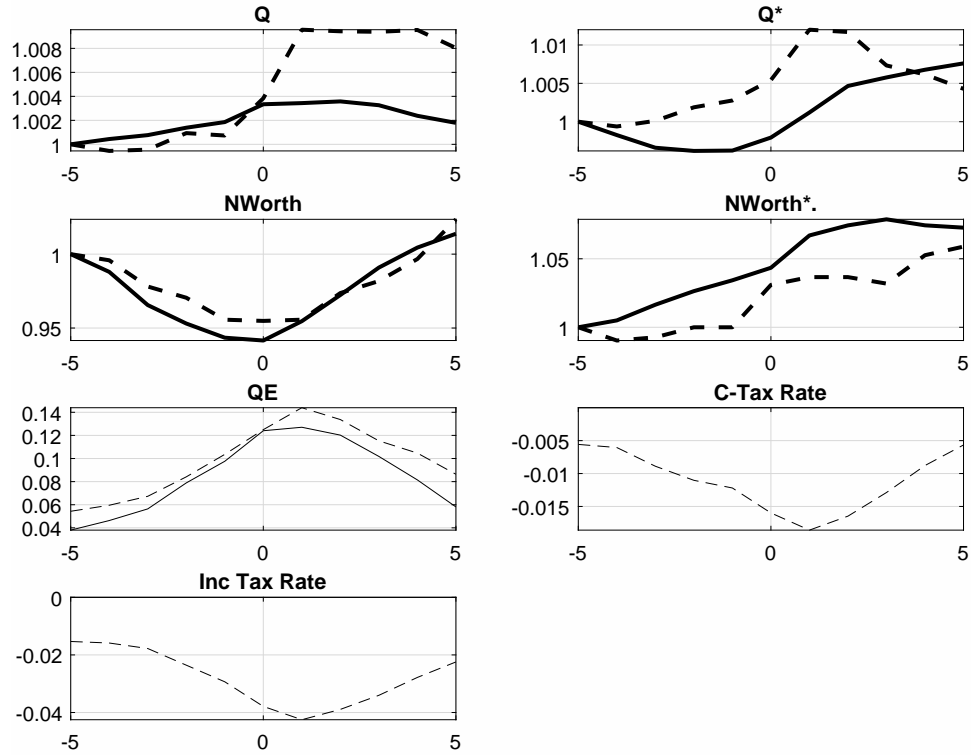 Q
1.008
1.006
1.004
1.002
1
-5 0 5
Q*
1.01
1.005
1
-5 0 5
NWorth
1
0.95
-5 0 5
NWorth*.
1.05
1
-5 0 5
QE
0.14
0.12
0.1
0.08
0.06
0.04
-5 0 5
C-Tax Rate
-0.005
-0.01
-0.015
-5 0 5
Inc Tax Rate
0
-0.02
-0.04
-5 0 5